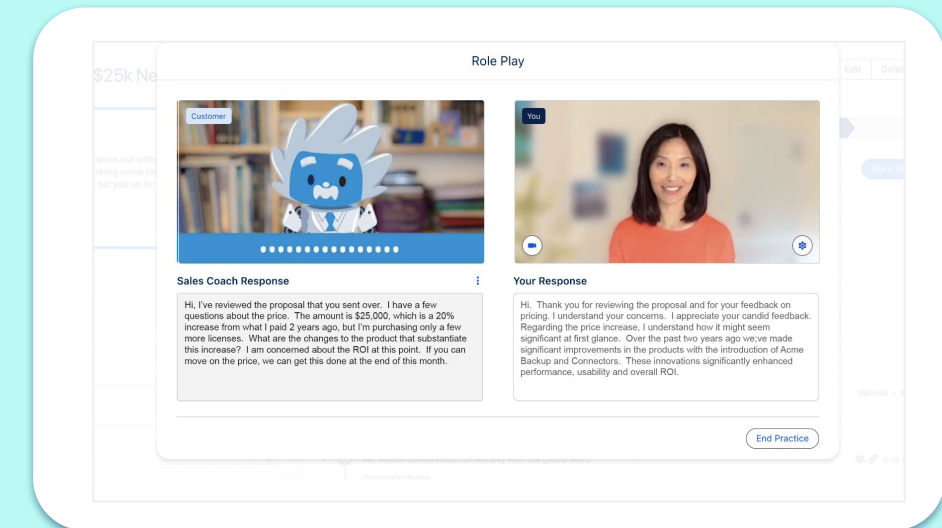 Role Play
$25k Ne
Edit
Delet
Customer
You
Mark St
Sales Coach Response
Your Response
Hi, I've reviewed the proposal that you sent over. I have a few
questions about the price. The amount is $25,000, which is a 20%
increase from what I paid 2 years ago, but I'm purchasing only a few
more licenses. What are the changes to the product that substantiate
this increase? I am concerned about the ROI at this point. If you can
move on the price, we can get this done at the end of this month.
Hi. Thank you for reviewing the proposal and for your feedback on
pricing. I understand your concerns. I appreciate your candid feedback.
Regarding the price increase, I understand how it might seem
significant at first glance. Over the past two years we;ve made
significant improvements in the products with the introduction of Acme
Backup and Connectors. These innovations significantly enhanced
performance, usability and overall ROI.
Refresh
End Practice